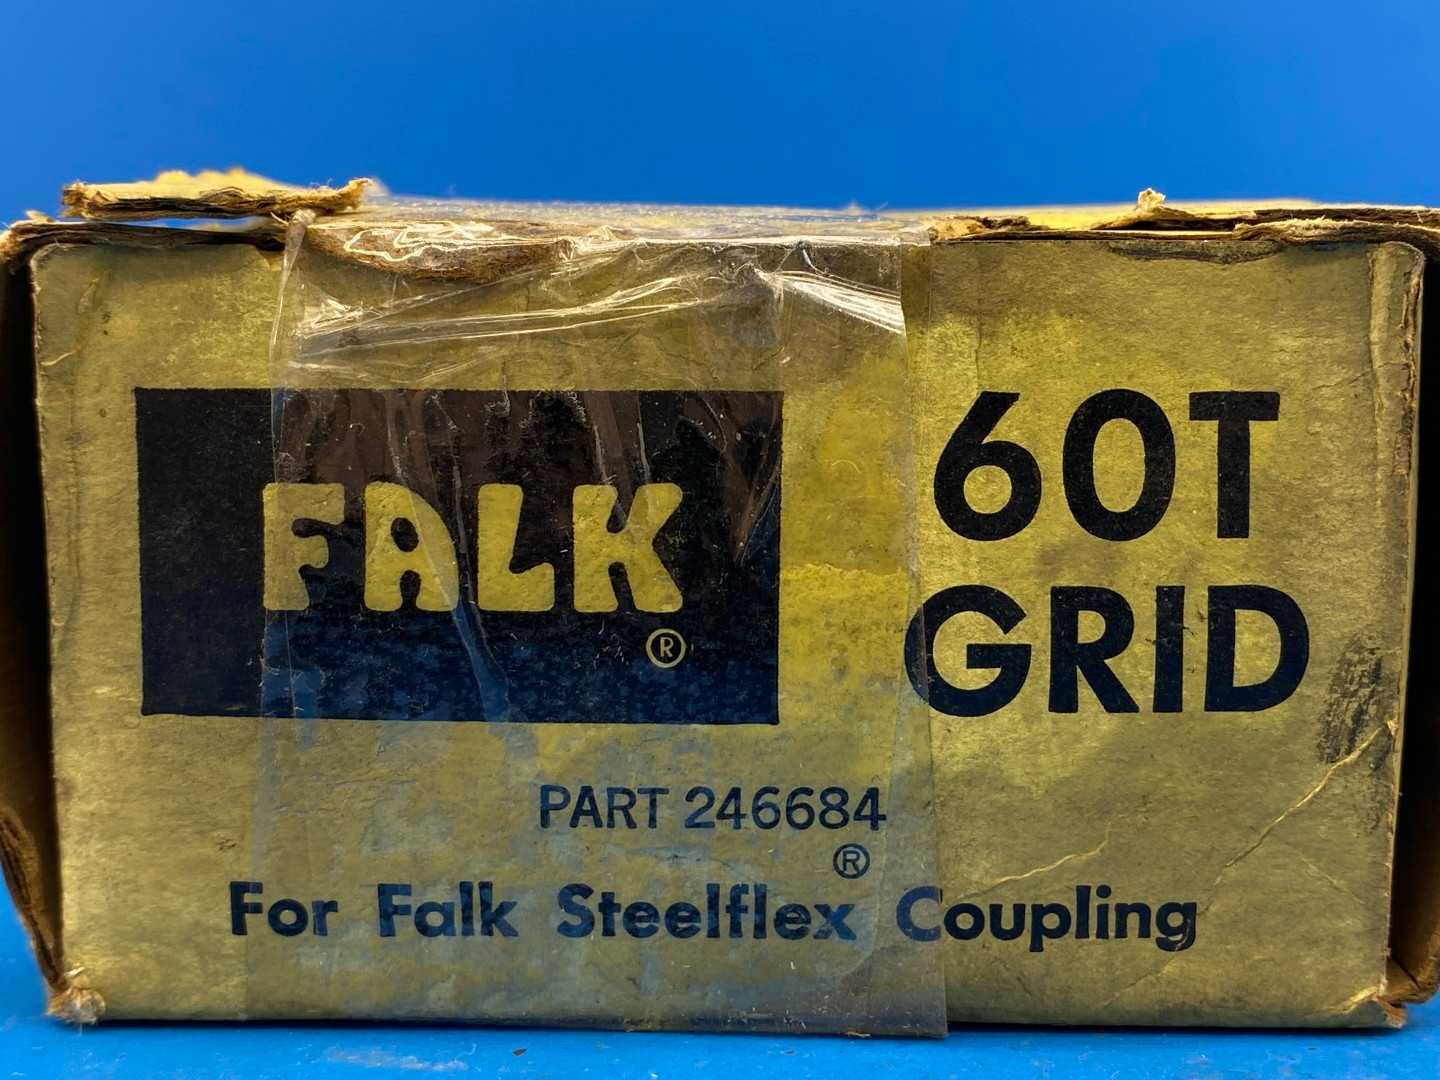 FALK®
60T
GRID
PART 246684
For Falk Steelflex® Coupling